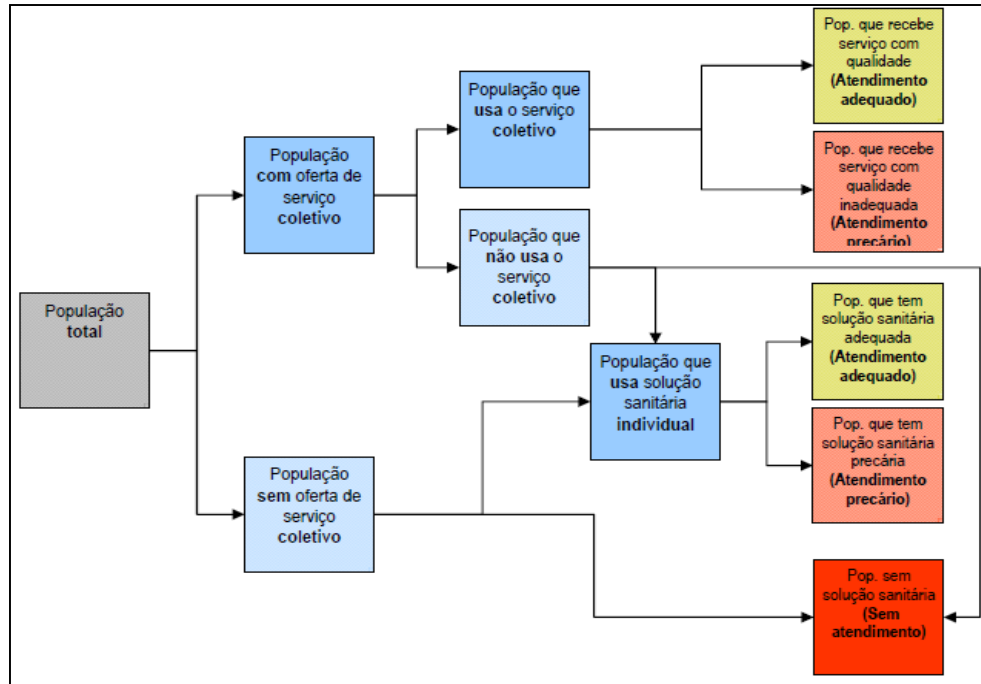 População
total
População
com oferta de
serviço
coletivo
População
sem oferta de
serviço
coletivo
População que
usa o serviço
coletivo
População que
não usa o
serviço
coletivo
População que
usa solução
sanitária
individual
Pop. que recebe
serviço com
qualidade
(Atendimento
adequado)
Pop. que recebe
serviço com
qualidade
inadequada
(Atendimento
precário)
Pop. que tem
solução sanitária
adequada
(Atendimento
adequado)
Pop. que tem
solução sanitária
precária
(Atendimento
precário)
Pop. sem
solução sanitária
(Sem
atendimento)